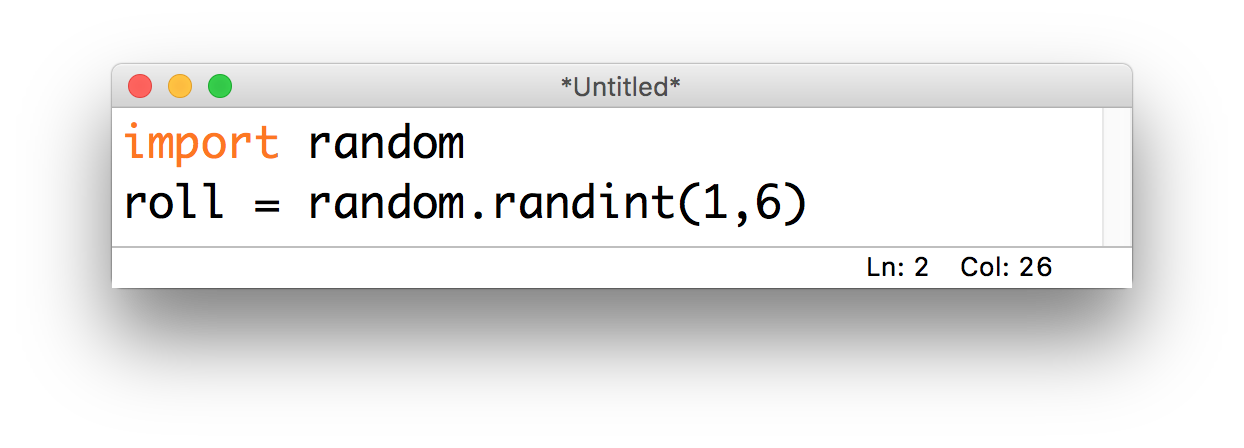 *Untitled*
import random
roll = random.randint(1,6)
Ln: 2 Col: 26